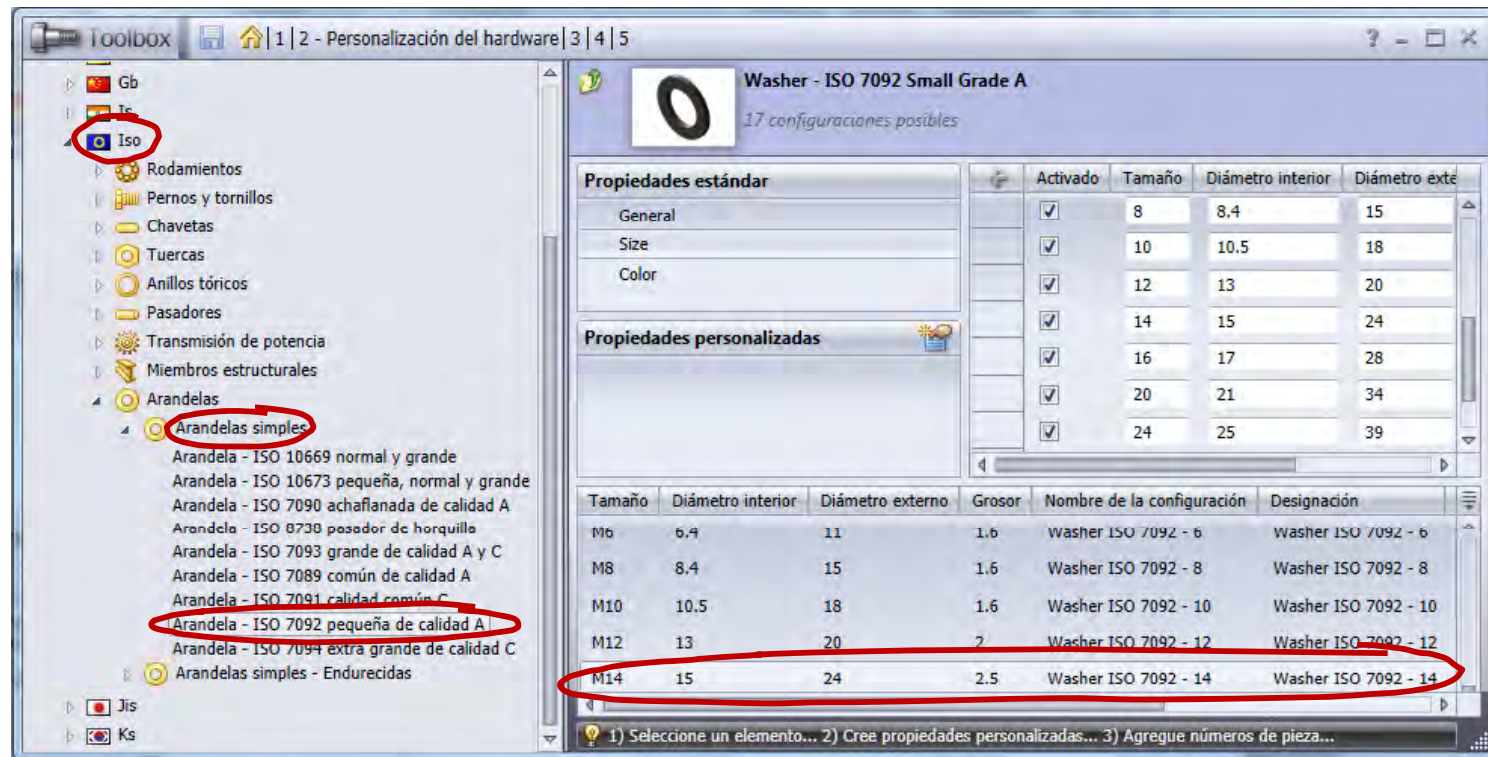 Toolbox | 1 | 2 - Personalización del hardware | 3 | 4 | 5
Gb
Is
Iso
Rodamientos
Pernos y tornillos
Chavetas
Tuercas
Anillos tóricos
Pasadores
Transmisión de potencia
Miembros estructurales
Arandelas
Arandelas simples
Arandela - ISO 10669 normal y grande
Arandela - ISO 10673 pequeña, normal y grande
Arandela - ISO 7090 achaflanada de calidad A
Arandela - ISO 8738 pasador de horquilla
Arandela - ISO 7093 grande de calidad A y C
Arandela - ISO 7089 común de calidad A
Arandela - ISO 7091 calidad común C
Arandela - ISO 7092 pequeña de calidad A
Arandela - ISO 7094 extra grande de calidad C
Arandelas simples - Endurecidas
Jis
Ks
Washer - ISO 7092 Small Grade A
17 configuraciones posibles
Propiedades estándar
General
Size
Color
Propiedades personalizadas
Activado Tamaño Diámetro interior Diámetro exte
8 8.4 15
10 10.5 18
12 13 20
14 15 24
16 17 28
20 21 34
24 25 39
Tamaño Diámetro interior Diámetro externo Grosor Nombre de la configuración Designación
M6 6.4 11 1.6 Washer ISO 7092 - 6 Washer ISO 7092 - 6
M8 8.4 15 1.6 Washer ISO 7092 - 8 Washer ISO 7092 - 8
M10 10.5 18 1.6 Washer ISO 7092 - 10 Washer ISO 7092 - 10
M12 13 20 2 Washer ISO 7092 - 12 Washer ISO 7092 - 12
M14 15 24 2.5 Washer ISO 7092 - 14 Washer ISO 7092 - 14
1) Seleccione un elemento... 2) Cree propiedades personalizadas... 3) Agregue números de pieza...